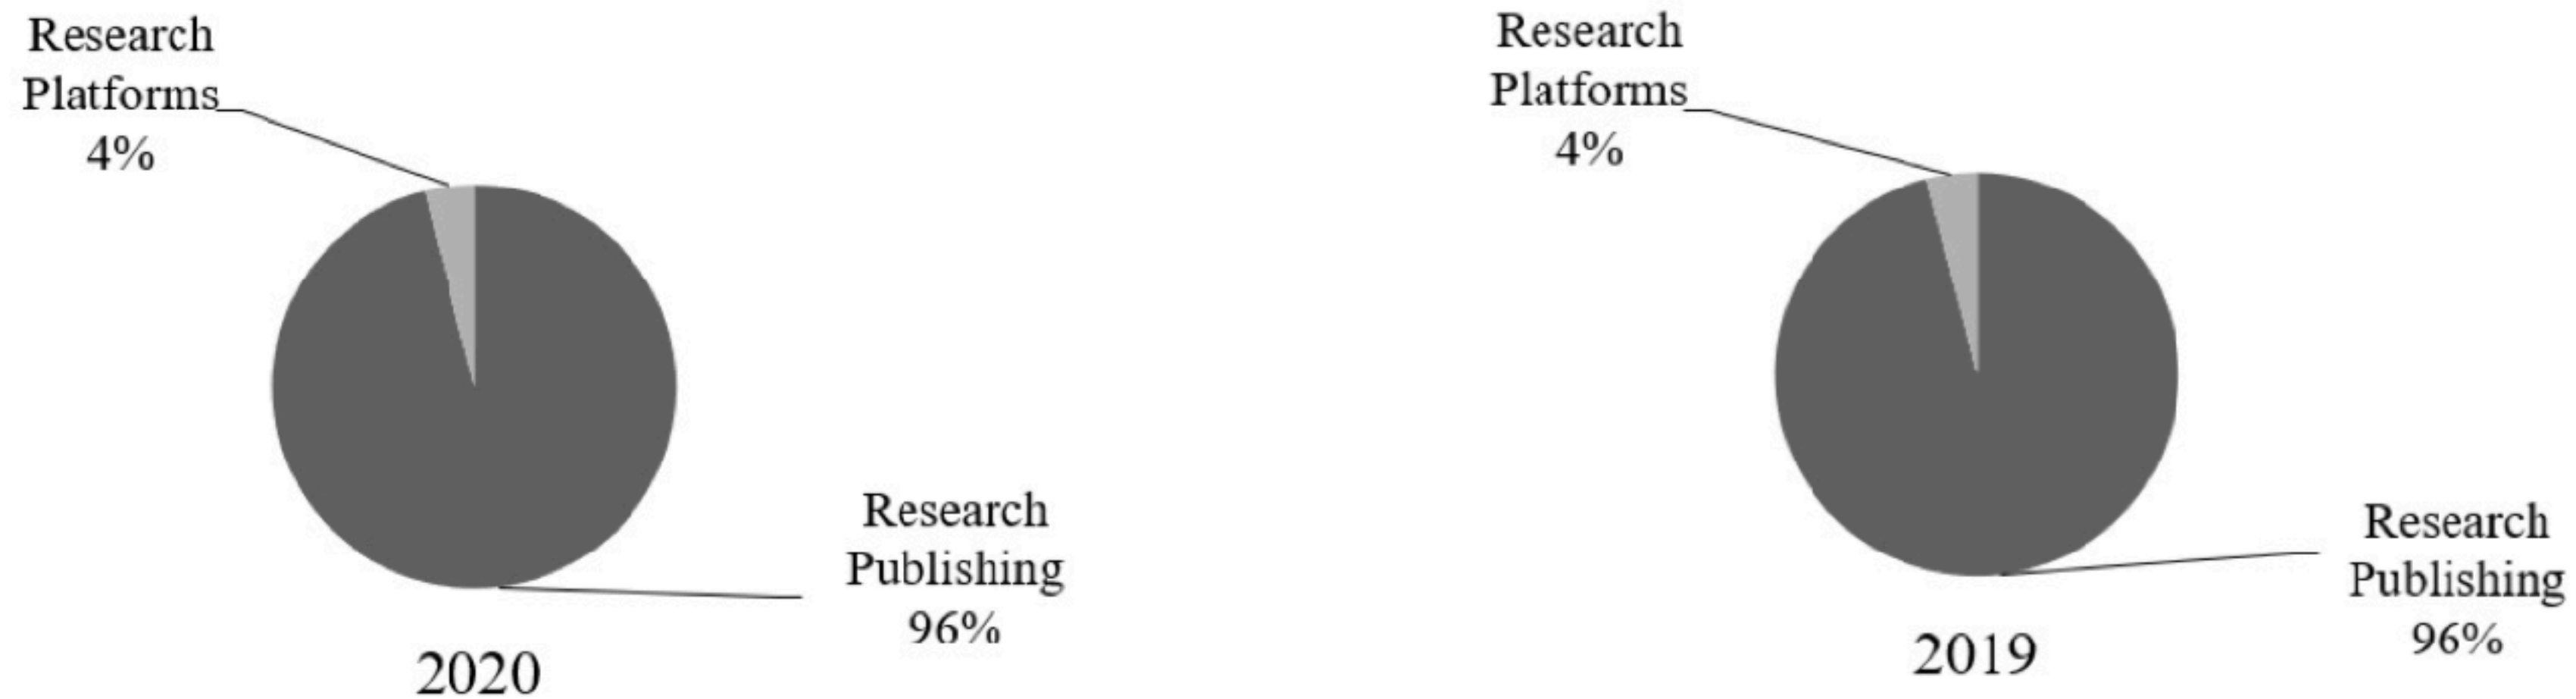 Research
Platforms
4%
Research
Publishing
96%
2020
Research
Platforms
4%
Research
Publishing
96%
2019